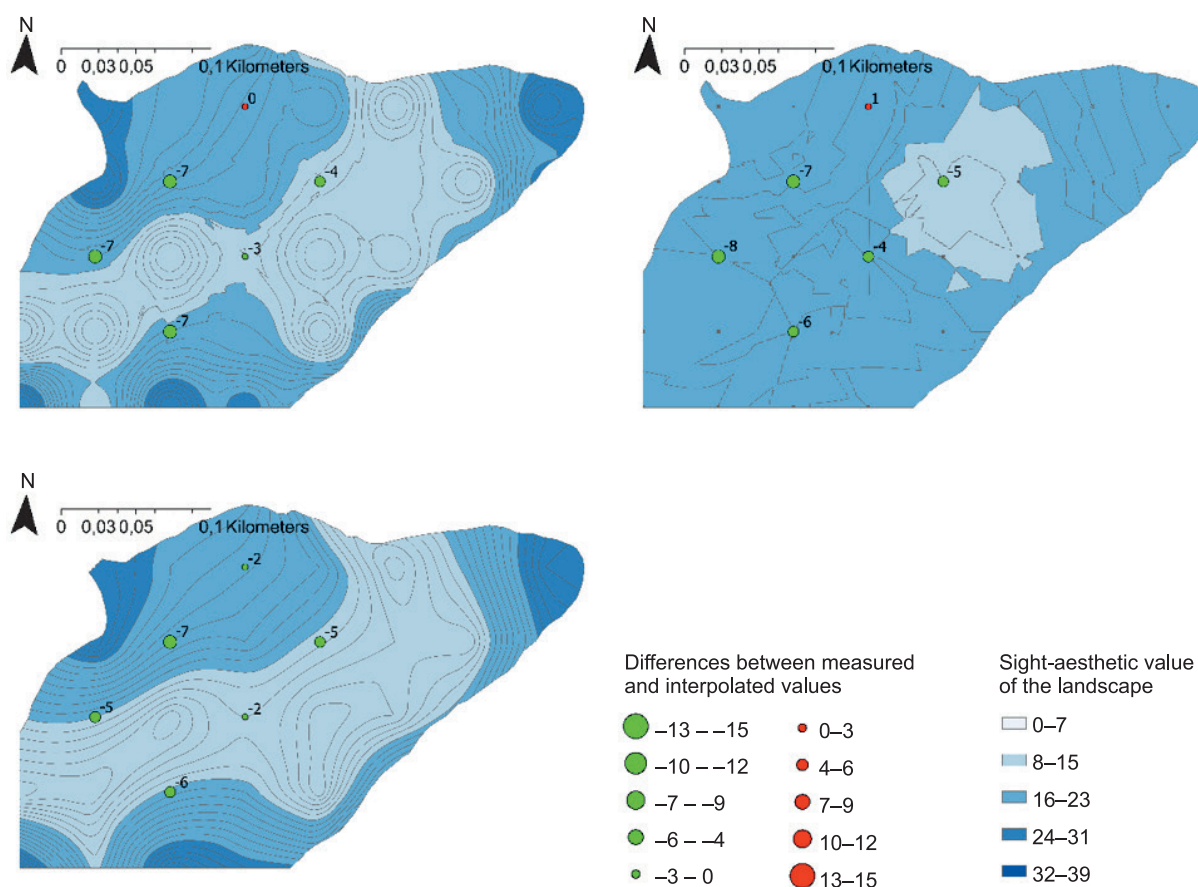 N
0 0,03 0,05 0,1 Kilometers
0
-7
-4
-7
-3
-7
N
0 0,03 0,05 0,1 Kilometers
1
-7
-5
-8
-4
-6
N
0 0,03 0,05 0,1 Kilometers
-2
-7
-5
-5
-2
-6
Differences between measured
and interpolated values
–13 – –15
–10 – –12
–7 – –9
–6 – –4
–3 – 0
0–3
4–6
7–9
10–12
13–15
Sight-aesthetic value
of the landscape
0–7
8–15
16–23
24–31
32–39